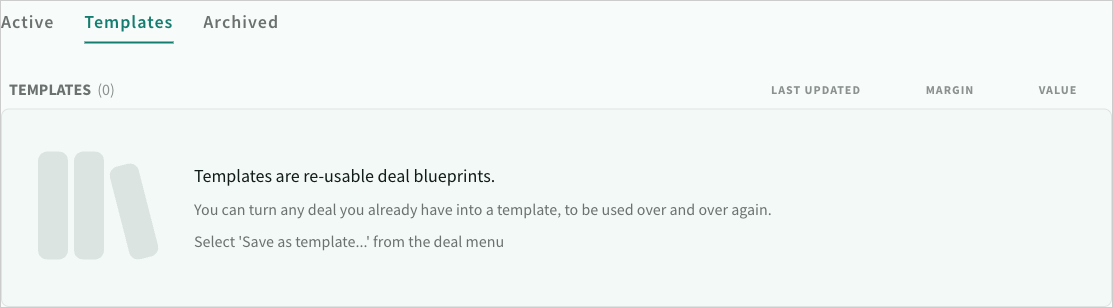 Active Templates Archived
TEMPLATES (0) LAST UPDATED MARGIN VALUE
Templates are re-usable deal blueprints.
You can turn any deal you already have into a template, to be used over and over again.
Select 'Save as template...' from the deal menu